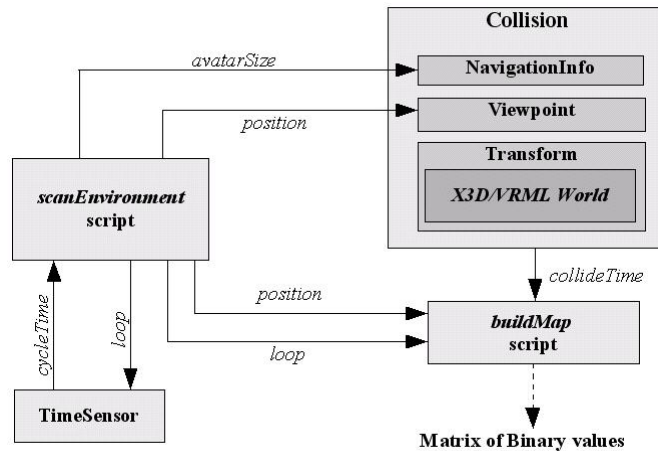 Collision
avatarSize
NavigationInfo
position
Viewpoint
Transform
X3D/VRML World
scanEnvironment
script
cycleTime
loop
position
loop
collideTime
buildMap
script
TimeSensor
Matrix of Binary values